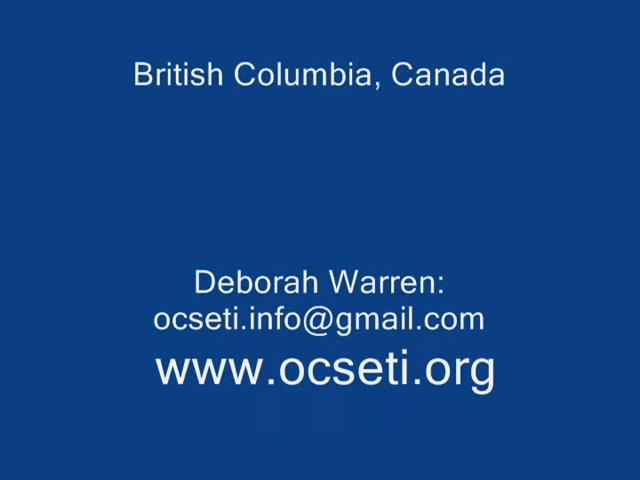 British Columbia, Canada
Deborah Warren:
ocseti.info@gmail.com
www.ocseti.org